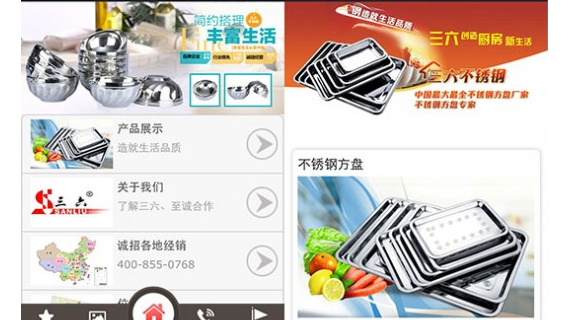 简约搭理
丰富生活
产品展示
造就生活品质
关于我们
三六®
SANLIU
了解三六、至诚合作
诚招各地经销
400-855-0768
钢造就生活品质
三六创造厨房新生活
三六不锈钢
中国最大最全不锈钢方盘厂家
不锈钢方盘专家
不锈钢方盘